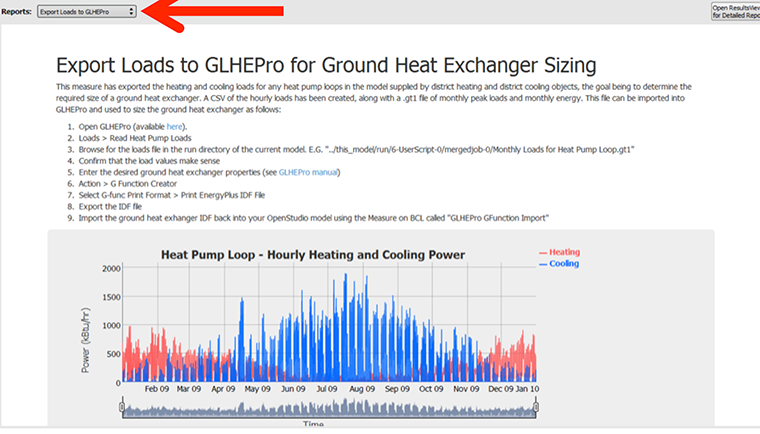 Reports: Export Loads to GLHEPro
Open ResultsView
for Detailed Repo
Export Loads to GLHEPro for Ground Heat Exchanger Sizing
This measure has exported the heating and cooling loads for any heat pump loops in the model supplied by district heating and district cooling objects, the goal being to determine the
required size of a ground heat exchanger. A CSV of the hourly loads has been created, along with a .gt1 file of monthly peak loads and monthly energy. This file can be imported into
GLHEPro and used to size the ground heat exchanger as follows:
1. Open GLHEPro (available here).
2. Loads > Read Heat Pump Loads
3. Browse for the loads file in the run directory of the current model. E.G. "../this_model/run/6-UserScript-0/mergedjob-0/Monthly Loads for Heat Pump Loop.gt1"
4. Confirm that the load values make sense
5. Enter the desired ground heat exchanger properties (see GLHEPro manual)
6. Action > G Function Creator
7. Select G-func Print Format > Print EnergyPlus IDF File
8. Export the IDF file
9. Import the ground heat exhanger IDF back into your OpenStudio model using the Measure on BCL called "GLHEPro GFunction Import"
Heat Pump Loop - Hourly Heating and Cooling Power
Heating
Cooling
Power (kBtu/hr)
2000
1500
1000
500
0
Feb 09 Mar 09 Apr 09 May 09 Jun 09 Jul 09 Aug 09 Sep 09 Oct 09 Nov 09 Dec 09 Jan 10
Time